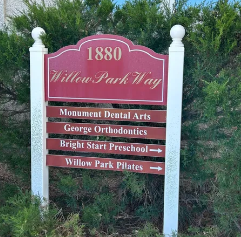 1880
Willow Park Way
Monument Dental Arts
George Orthodontics
Bright Start Preschool →
Willow Park Pilates →